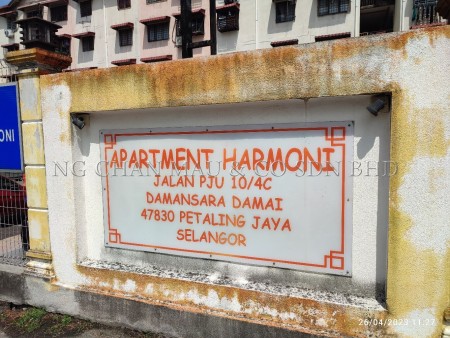 ONI
NG CHAN MAU & CO SDN BHD
APARTMENT HARMONI
JALAN PJU 10/4C
DAMANSARA DAMAI
47830 PETALING JAYA
SELANGOR
26/04/2023 11:37